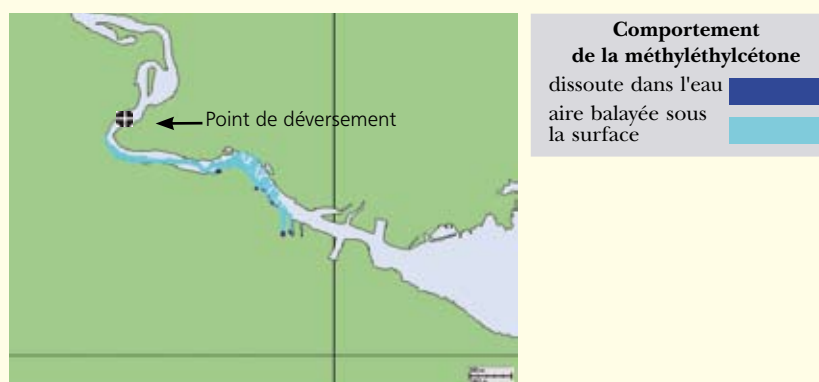 Point de déversement
Comportement
de la méthyléthylcétone
dissoute dans l'eau
aire balayée sous
la surface